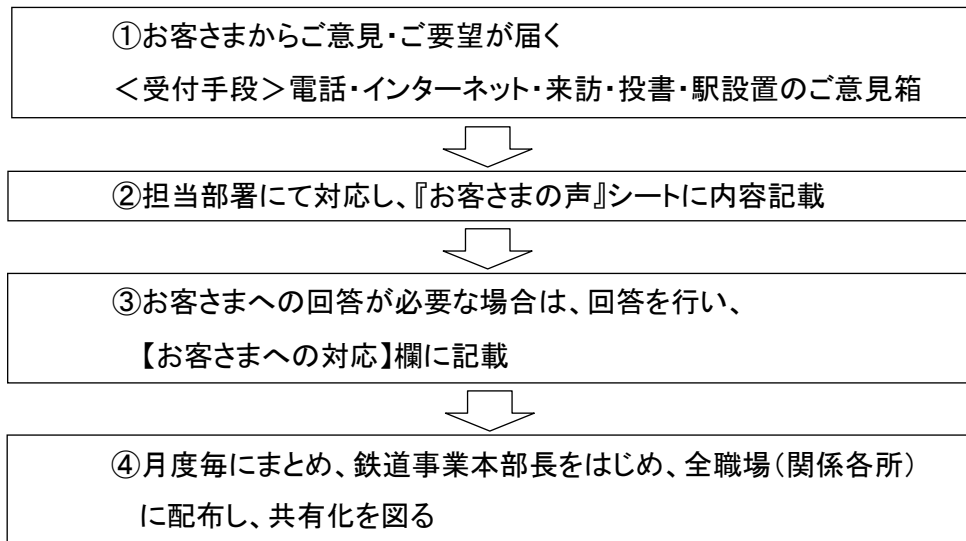 ①お客さまからご意見・ご要望が届く
＜受付手段＞電話・インターネット・来訪・投書・駅設置のご意見箱
②担当部署にて対応し、『お客さまの声』シートに内容記載
③お客さまへの回答が必要な場合は、回答を行い、
【お客さまへの対応】欄に記載
④月度毎にまとめ、鉄道事業本部長をはじめ、全職場（関係各所）
に配布し、共有化を図る